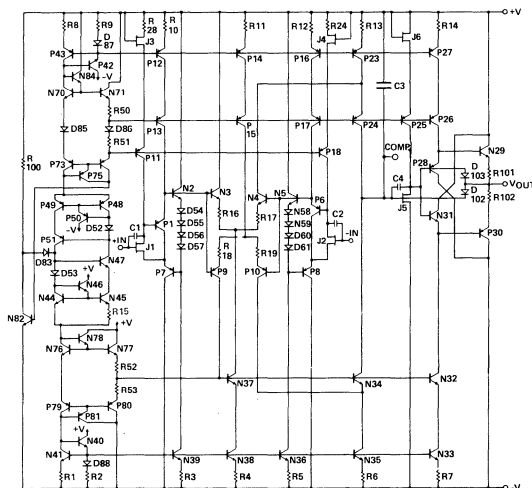 +V
R8
R9
D
87
R
28
J3
R
10
R11
R12
R24
J4
R13
J6
R14
P43
P42
N84
-V
P12
P14
P16
P23
P27
N70
N71
R50
C3
D85
D86
R51
P13
P
15
P17
P24
P25
P26
COMP
N29
R
100
P73
P75
P11
P18
P28
C4
D
103
R101
VOUT
D
102
R102
J5
N31
P30
P49
P48
P50
-V
D52
P51
N2
N3
N4
N5
P6
D54
D55
D56
D57
R16
R17
N58
N59
D60
D61
C1
P1
+IN
J1
C2
J2
-IN
D83
N47
D53
+V
N46
N44
N45
R15
P7
R
18
P9
R19
P10
P8
N82
N78
+V
N76
N77
R52
R53
N37
N34
N32
P79
P80
P81
+V
N40
N41
D88
N39
N38
N36
N35
N33
R1
R2
R3
R4
R5
R6
R7
-V